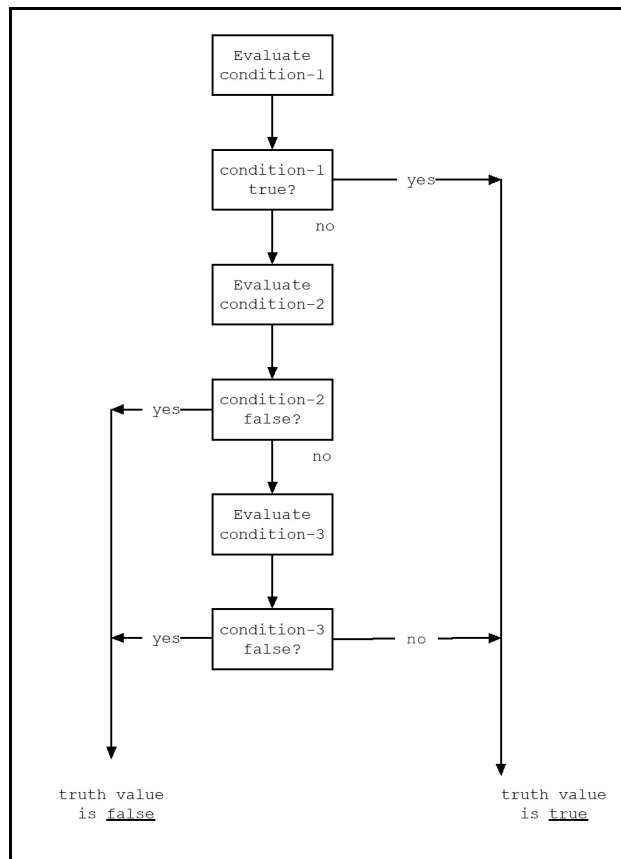 Evaluate
condition-1
condition-1
true?
yes
no
Evaluate
condition-2
condition-2
false?
yes
no
Evaluate
condition-3
condition-3
false?
yes
no
truth value
is false
truth value
is true